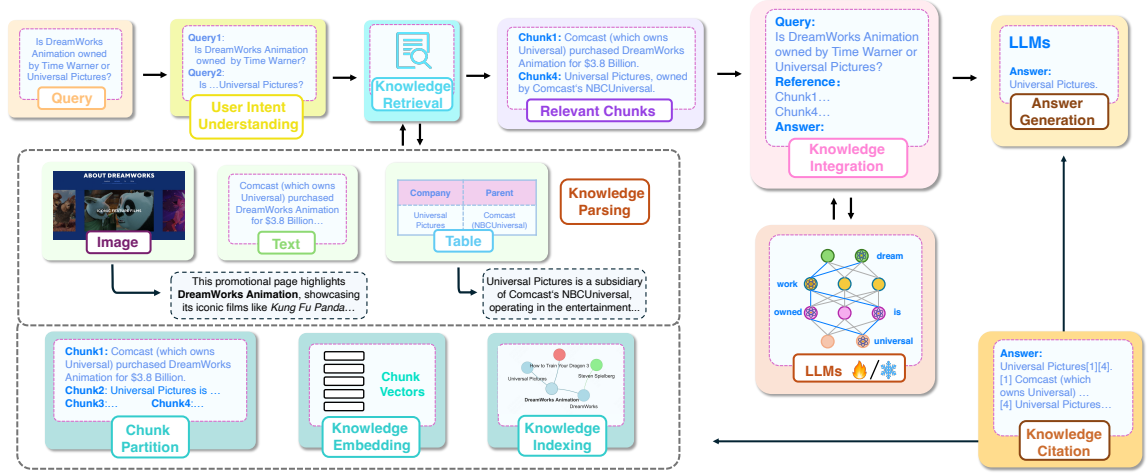 Is DreamWorks
Animation owned
by Time Warner or
Universal Pictures?
Query
Query1:
Is DreamWorks Animation
owned by Time Warner?
Query2:
Is …Universal Pictures?
User Intent
Understanding
Knowledge
Retrieval
Chunk1: Comcast (which owns
Universal) purchased DreamWorks
Animation for $3.8 Billion.
Chunk4: Universal Pictures, owned
by Comcast's NBCUniversal.
Relevant Chunks
Query:
Is DreamWorks Animation
owned by Time Warner or
Universal Pictures?
Reference:
Chunk1…
Chunk4…
Answer:
Knowledge
Integration
LLMs
Answer:
Universal Pictures.
Answer
Generation
ABOUT DREAMWORKS
ICONIC FEATURE FILMS
Image
Comcast (which owns
Universal) purchased
DreamWorks Animation
for $3.8 Billion…
Text
Company Parent
Universal
Pictures
Comcast
(NBCUniversal)
Table
Knowledge
Parsing
This promotional page highlights
DreamWorks Animation, showcasing
its iconic films like Kung Fu Panda…
Universal Pictures is a subsidiary
of Comcast's NBCUniversal,
operating in the entertainment...
dream
work
owned
is
universal
LLMs /
Chunk1: Comcast (which owns
Universal) purchased DreamWorks
Animation for $3.8 Billion.
Chunk2: Universal Pictures is …
Chunk3:… Chunk4:…
Chunk
Partition
Chunk
Vectors
Knowledge
Embedding
How to Train Your Dragon 3
Universal Pictures
Steven Spielberg
DreamWorks Animation
DreamWorks
Knowledge
Indexing
Answer:
Universal Pictures[1][4].
[1] Comcast (which
owns Universal) …
[4] Universal Pictures…
Knowledge
Citation